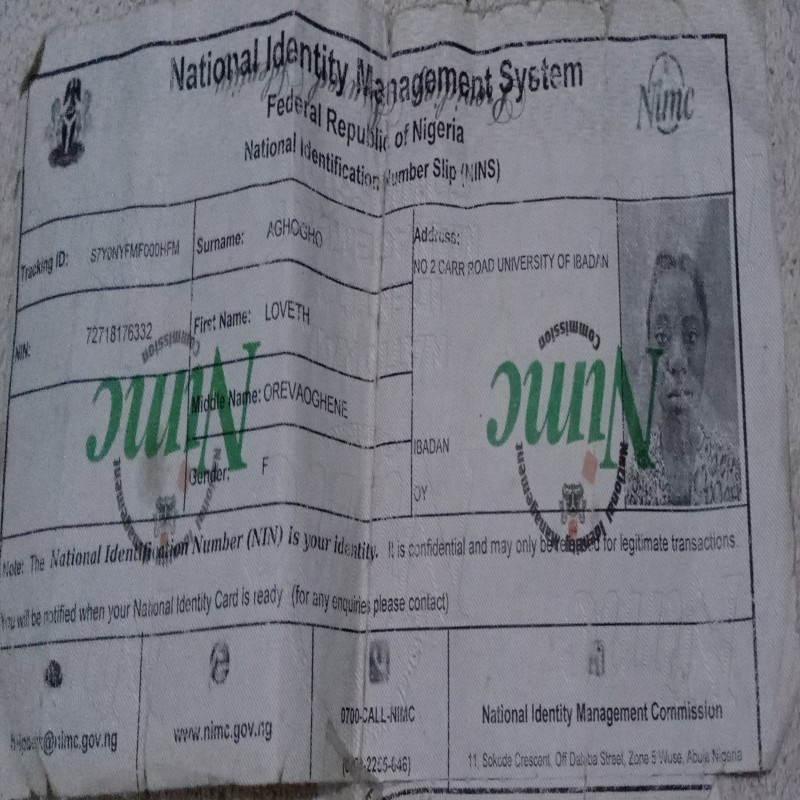 National Identity Management System
Federal Republic of Nigeria
National Identification Number Slip (NINS)
Nimc
Tracking ID: S7Y0NYFMF000HFM
Surname: AGHOGHO
Address:
NO 2 CARR ROAD UNIVERSITY OF IBADAN
NIN: 72718176332
First Name: LOVETH
Middle Name: OREVAOGHENE
Gender: F
IBADAN
OY
Nimc
National Identity Management
Commission
Nimc
National Identity Management
Commission
Note: The National Identification Number (NIN) is your identity. It is confidential and may only be released for legitimate transactions.
You will be notified when your National Identity Card is ready (for any enquiries please contact)
@nimc.gov.ng
www.nimc.gov.ng
0700-CALL-NIMC
National Identity Management Commission
11, Sokode Crescent, Off Dalaba Street, Zone 5 Wuse, Abuja Nigeria